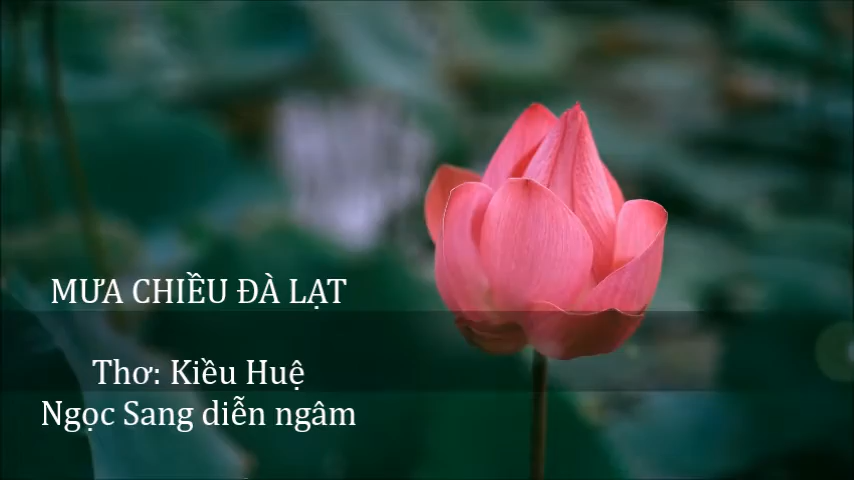 MƯA CHIỀU ĐÀ LẠT
Thơ: Kiều Huệ
Ngọc Sang diễn ngâm